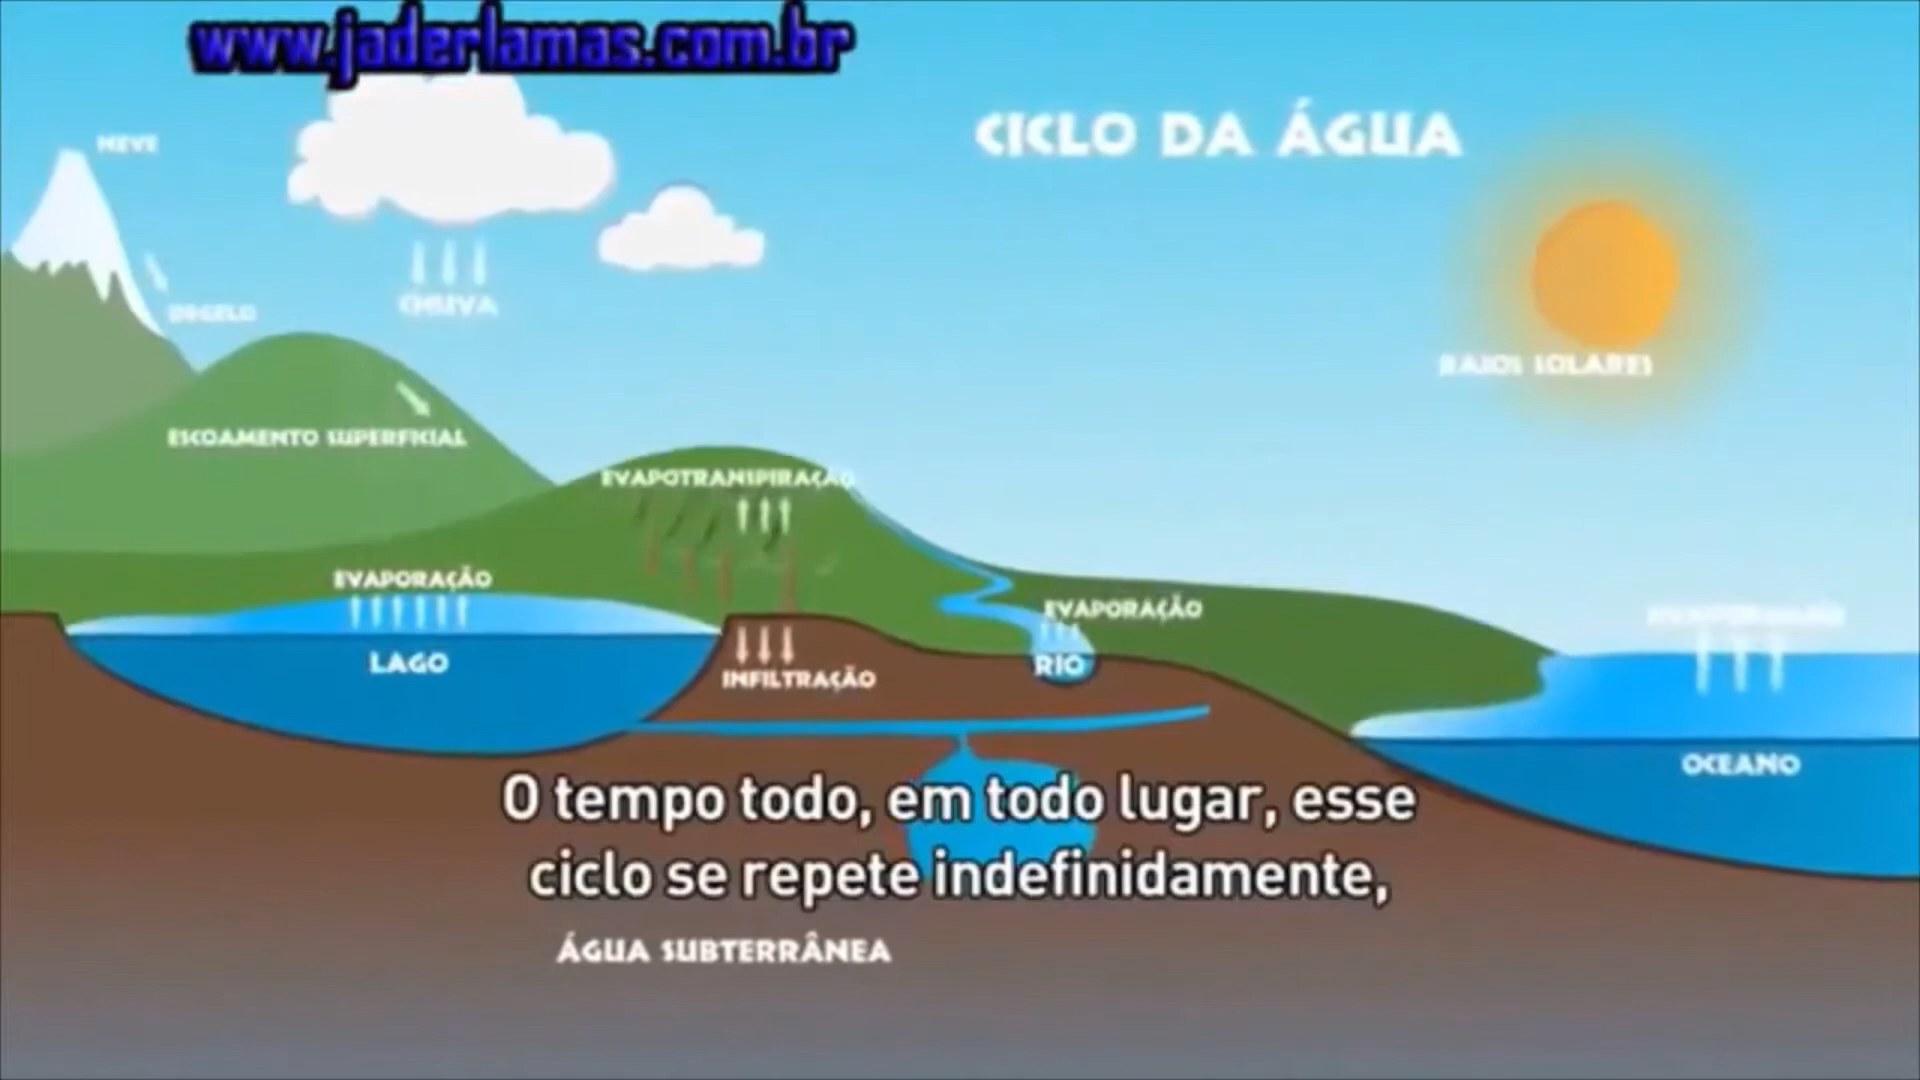 www.jaderlamas.com.br
CICLO DA ÁGUA
NEVE
DEGELO
CHUVA
RAIOS SOLARES
ESCOAMENTO SUPERFICIAL
EVAPOTRANSPIRAÇÃO
EVAPORAÇÃO
EVAPORAÇÃO
LAGO
INFILTRAÇÃO
RIO
OCEANO
O tempo todo, em todo lugar, esse
ciclo se repete indefinidamente,
ÁGUA SUBTERRÂNEA